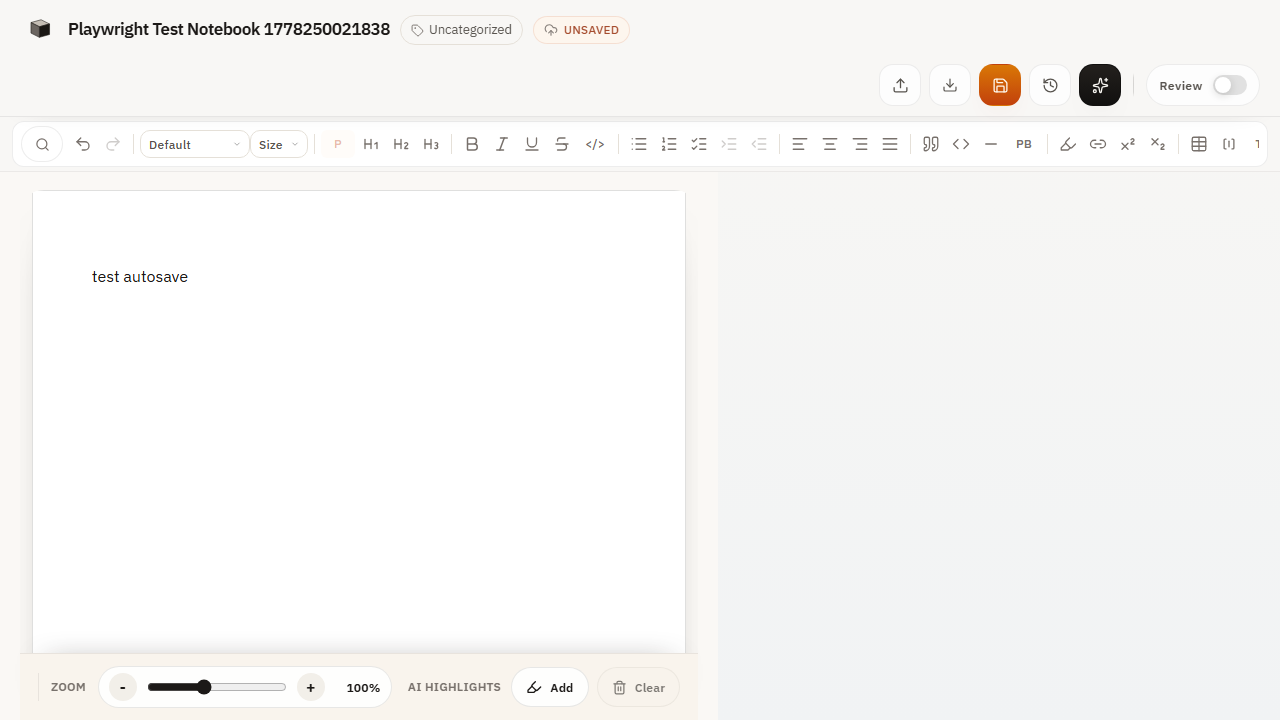 Playwright Test Notebook 1778250021838 Uncategorized UNSAVED
Review
Default Size P H1 H2 H3 B I U S </> PB x² X₂
test autosave
ZOOM - + 100% AI HIGHLIGHTS Add Clear